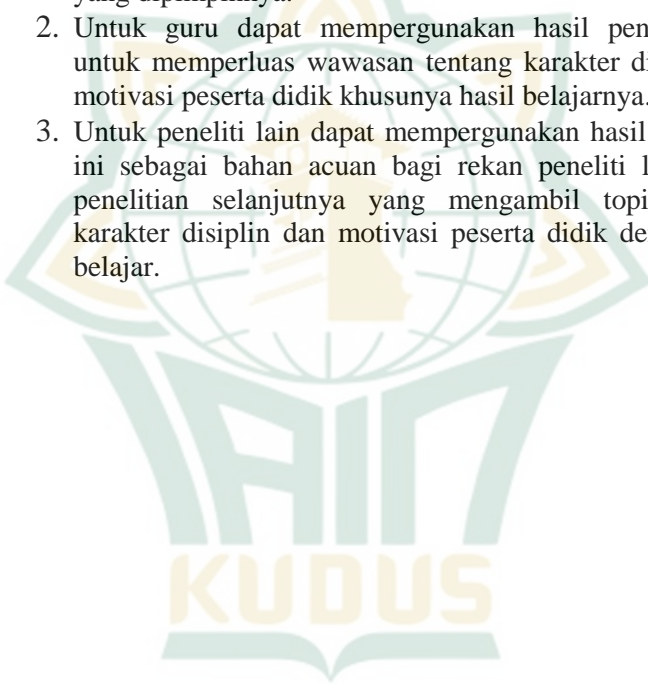 yang dipimpinnya.
2. Untuk guru dapat mempergunakan hasil pen
untuk memperluas wawasan tentang karakter di
motivasi peserta didik khusunya hasil belajarnya.
3. Untuk peneliti lain dapat mempergunakan hasil
ini sebagai bahan acuan bagi rekan peneliti l
penelitian selanjutnya yang mengambil topi
karakter disiplin dan motivasi peserta didik de
belajar.
IAIN
KUDUS